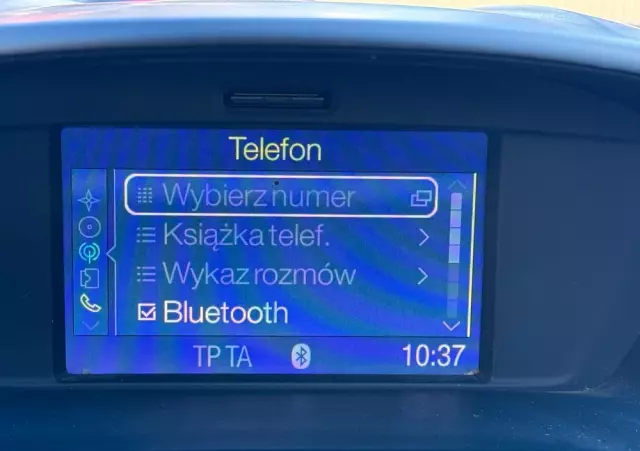 Telefon
Wybierz numer
Książka telef.
Wykaz rozmów
Bluetooth
TP TA 10:37